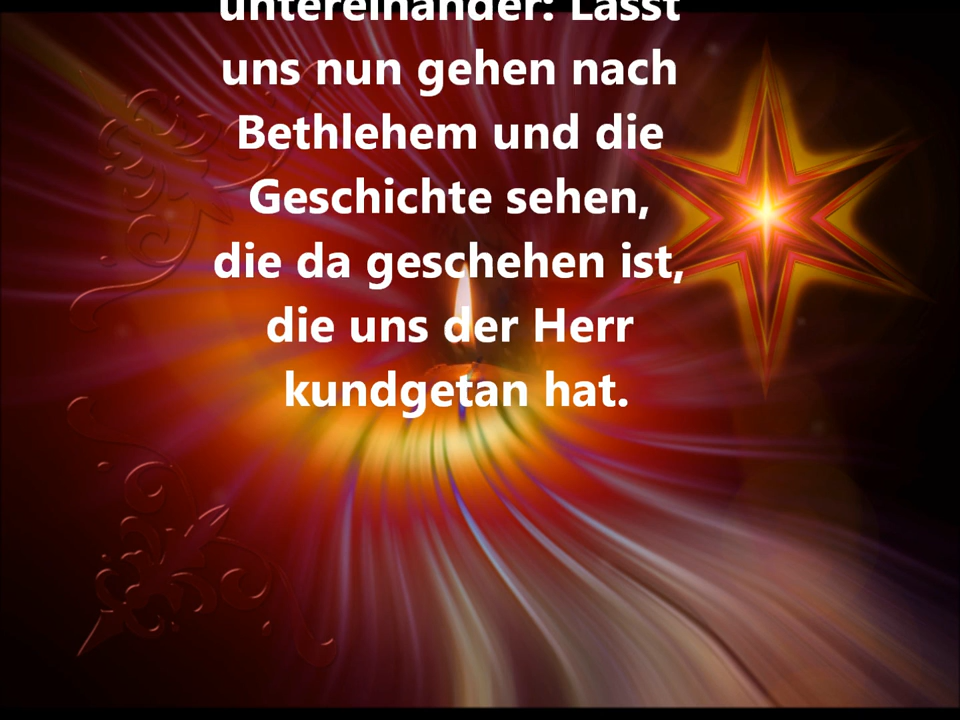 untereinander: Lasst
uns nun gehen nach
Bethlehem und die
Geschichte sehen,
die da geschehen ist,
die uns der Herr
kundgetan hat.